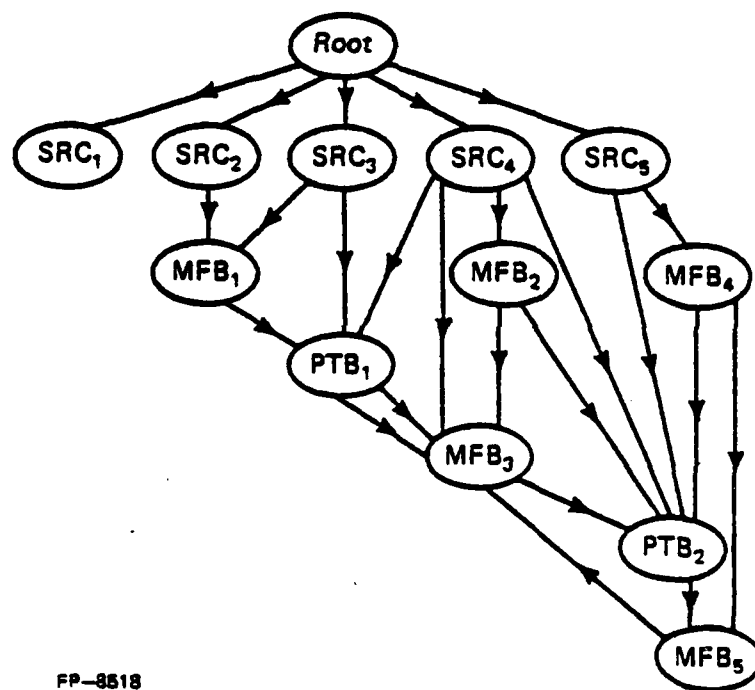 Root
SRC₁ SRC₂ SRC₃ SRC₄ SRC₅
MFB₁ MFB₂ MFB₄
PTB₁
MFB₃
PTB₂
MFB₅
FP-8518